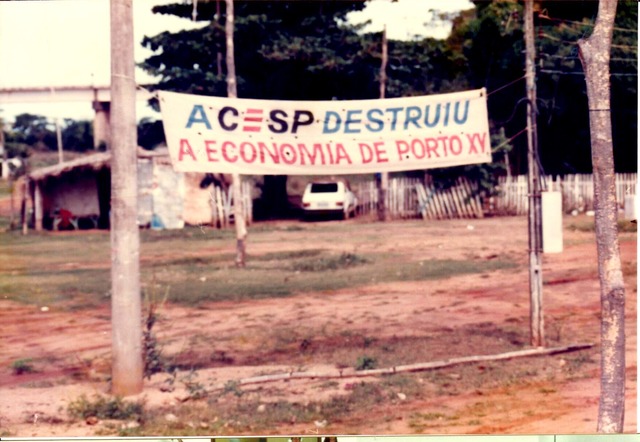 A CESP DESTRUIU
A ECONOMIA DE PORTO XV